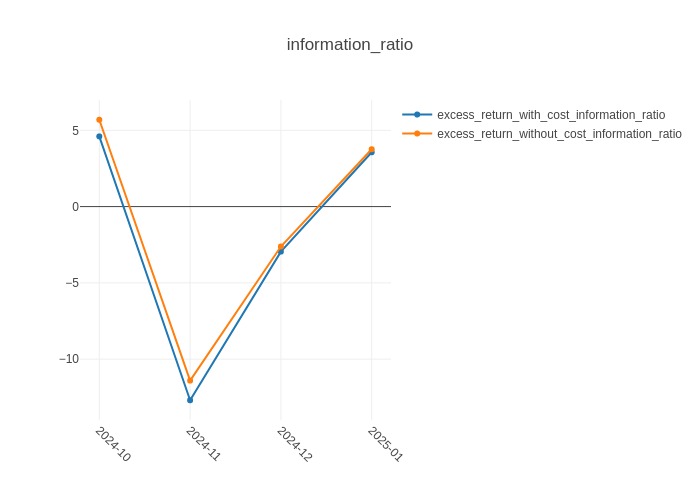 information_ratio
excess_return_with_cost_information_ratio
excess_return_without_cost_information_ratio
5
0
−5
−10
2024-10
2024-11
2024-12
2025-01